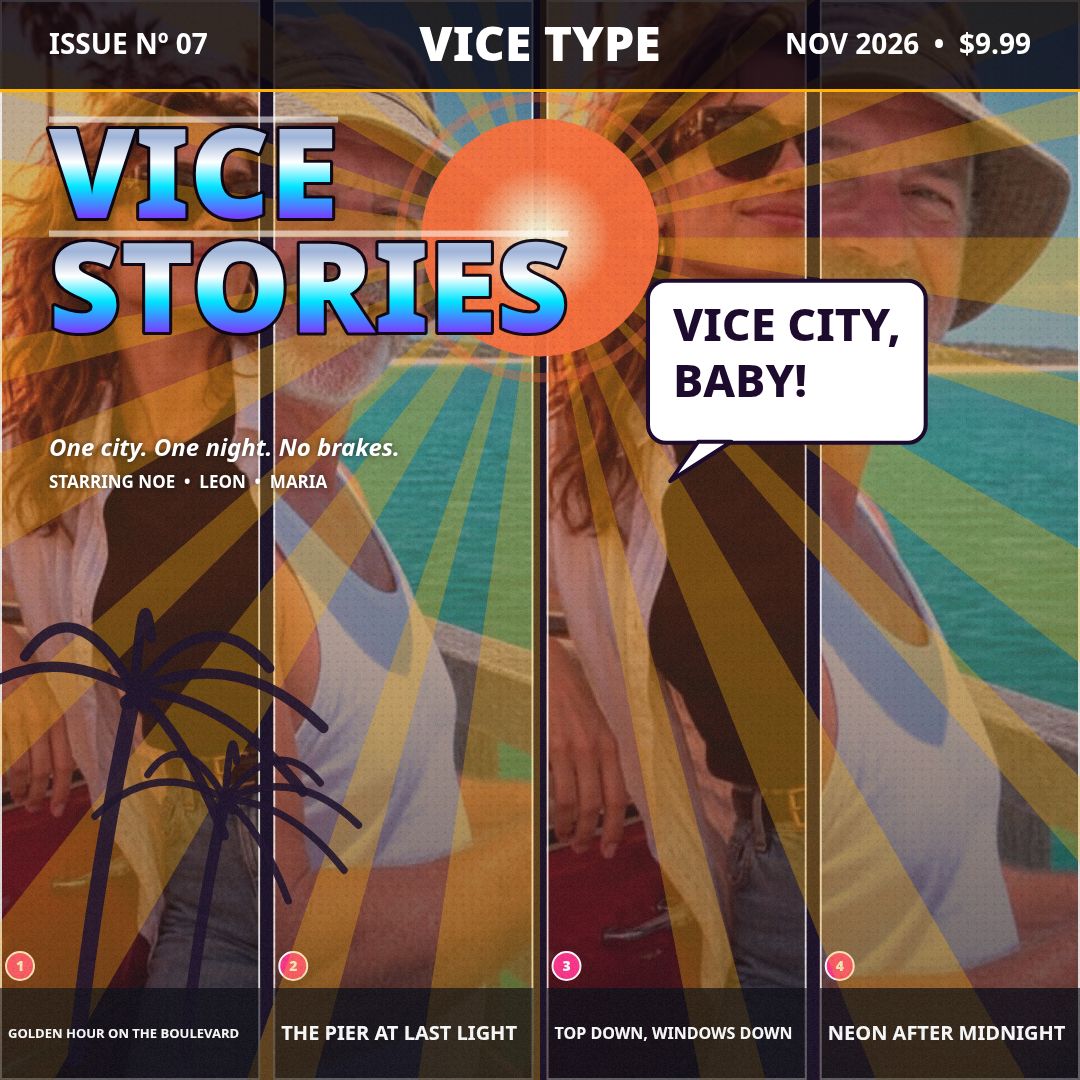 ISSUE Nº 07
VICE TYPE
NOV 2026 • $9.99
VICE
STORIES
VICE CITY,
BABY!
One city. One night. No brakes.
STARRING NOE • LEON • MARIA
1
2
3
4
GOLDEN HOUR ON THE BOULEVARD
THE PIER AT LAST LIGHT
TOP DOWN, WINDOWS DOWN
NEON AFTER MIDNIGHT